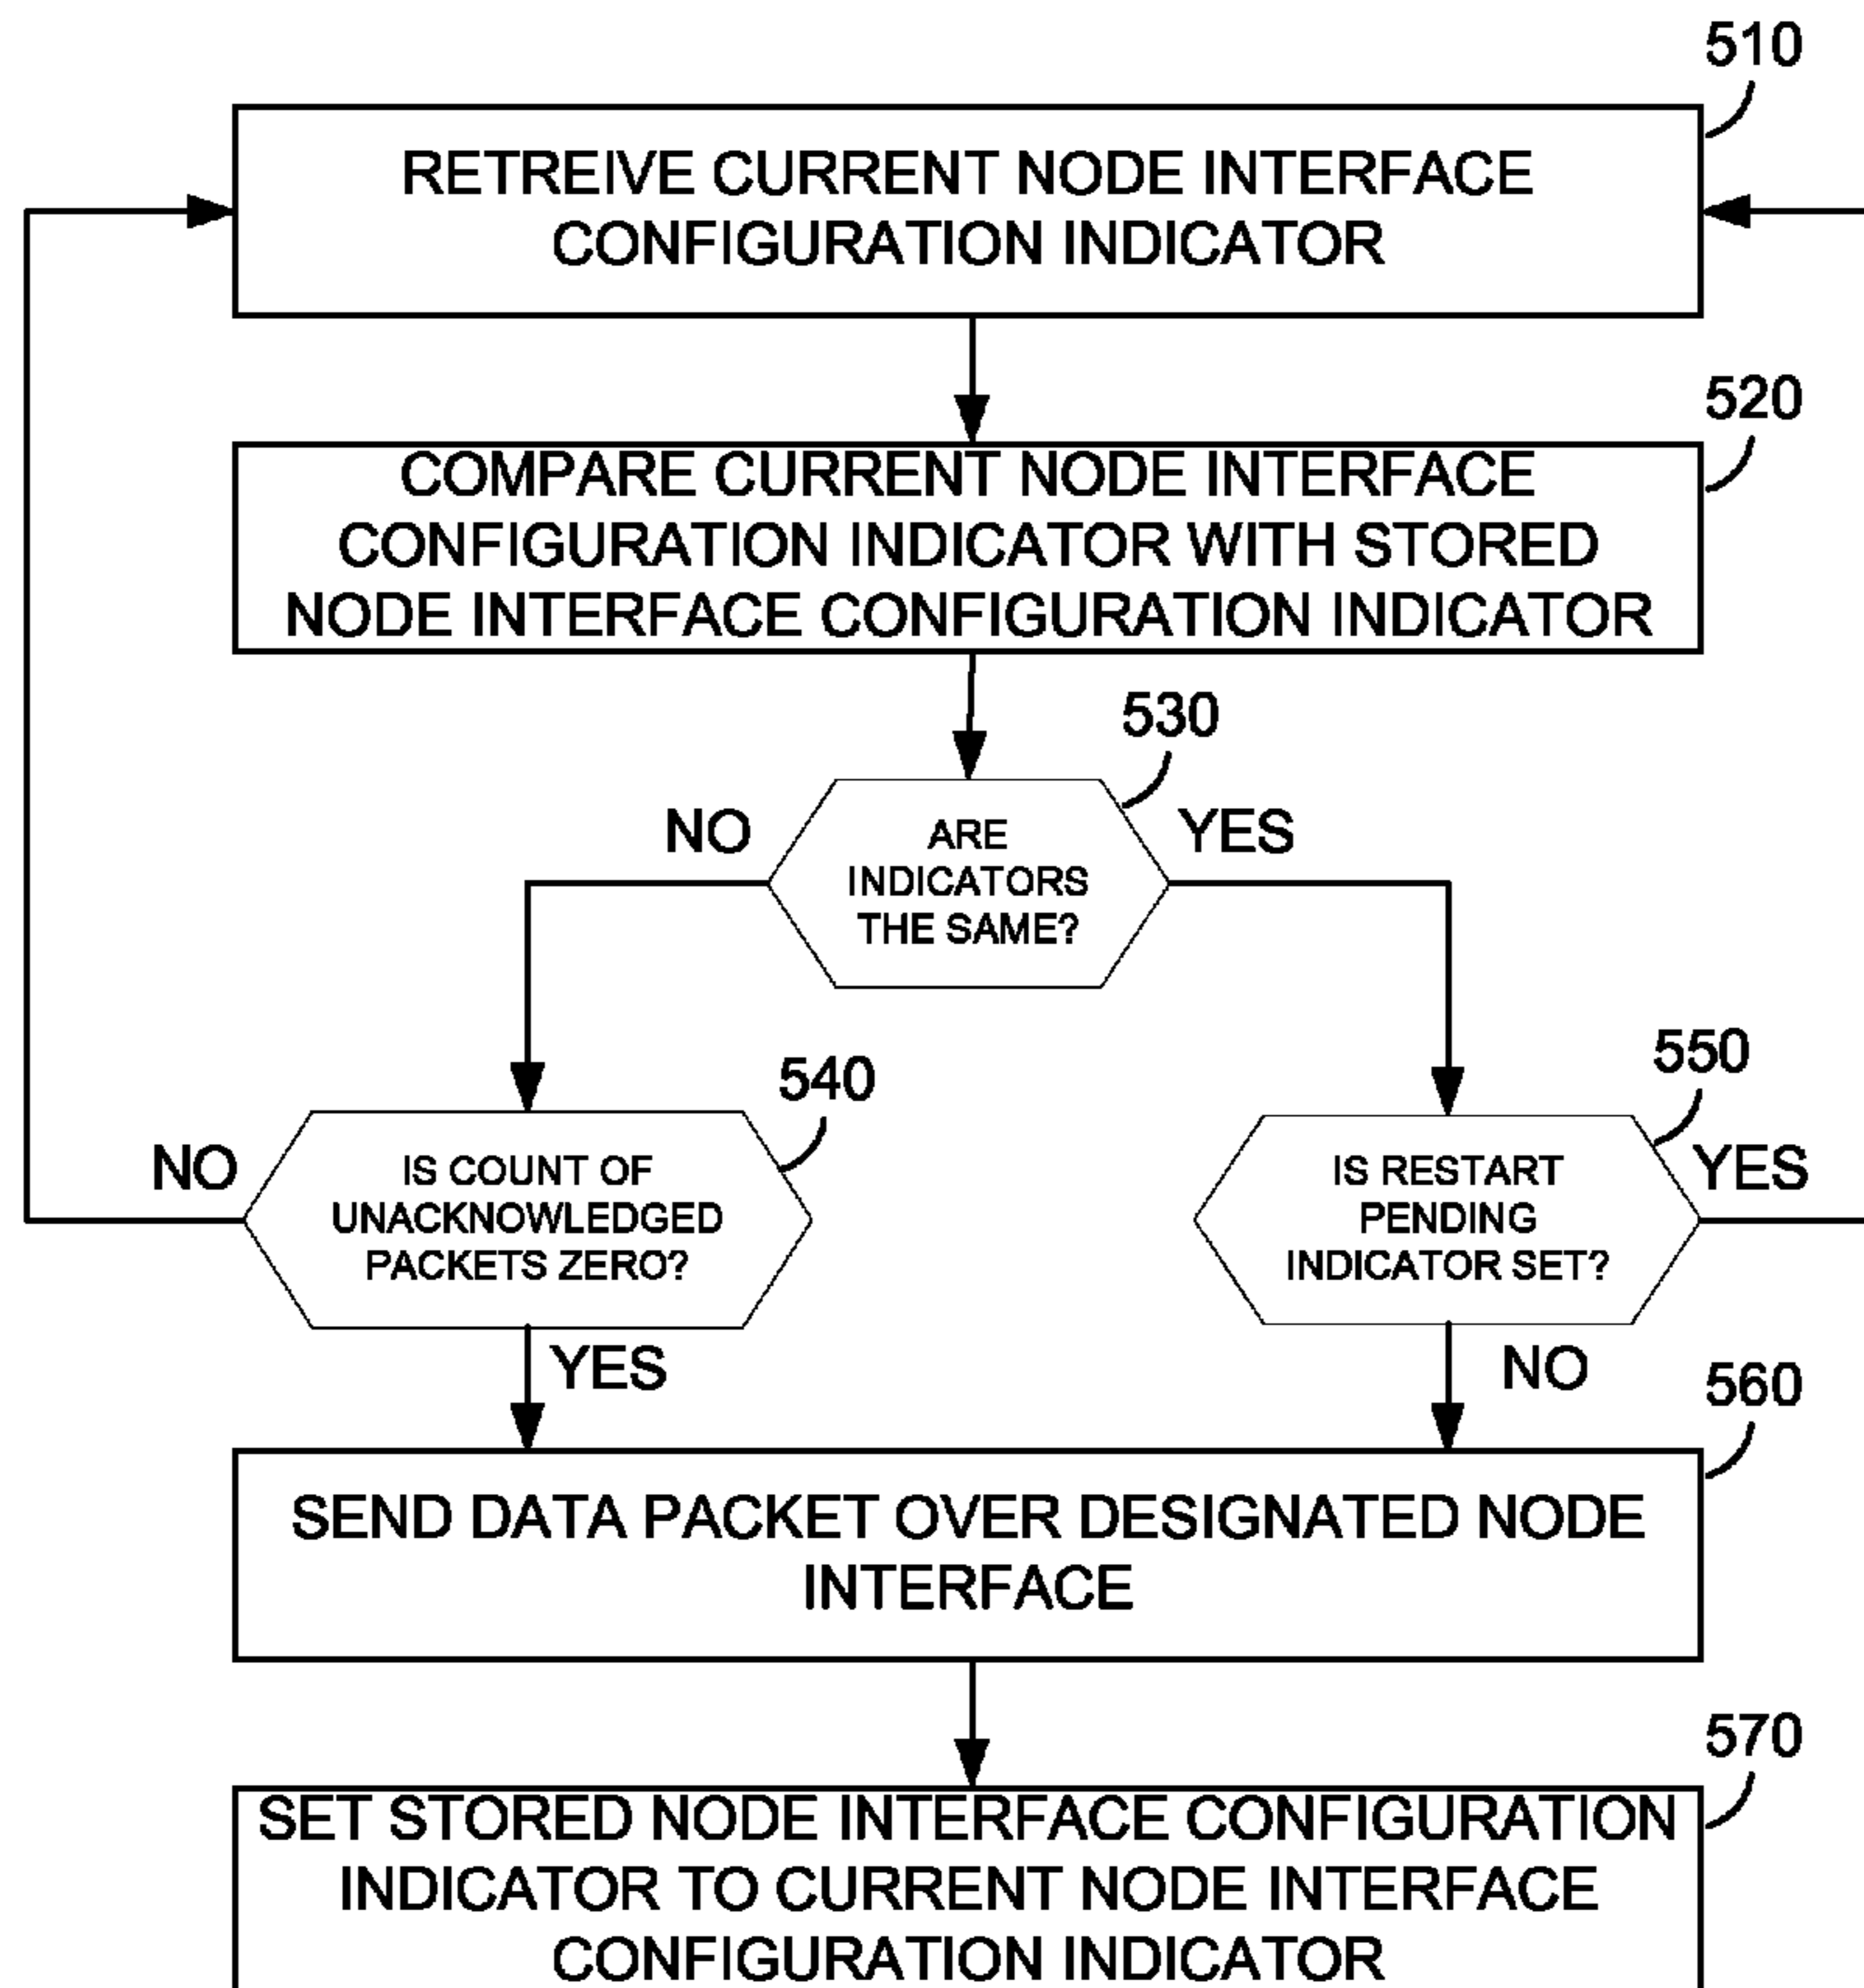 510
RETREIVE CURRENT NODE INTERFACE
CONFIGURATION INDICATOR
520
COMPARE CURRENT NODE INTERFACE
CONFIGURATION INDICATOR WITH STORED
NODE INTERFACE CONFIGURATION INDICATOR
530
NO
YES
ARE
INDICATORS
THE SAME?
540
NO
IS COUNT OF
UNACKNOWLEDGED
PACKETS ZERO?
YES
550
IS RESTART
PENDING
INDICATOR SET?
YES
NO
560
SEND DATA PACKET OVER DESIGNATED NODE
INTERFACE
570
SET STORED NODE INTERFACE CONFIGURATION
INDICATOR TO CURRENT NODE INTERFACE
CONFIGURATION INDICATOR